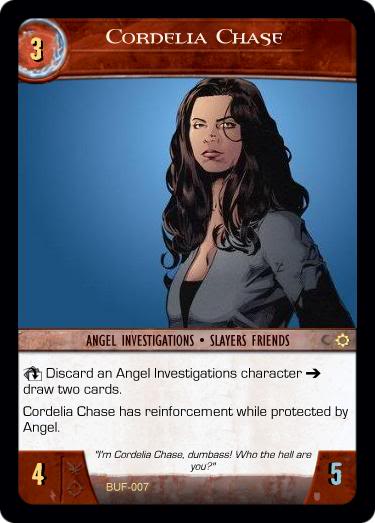 3
CORDELIA CHASE
ANGEL INVESTIGATIONS • SLAYERS FRIENDS
Discard an Angel Investigations character ➔
draw two cards.
Cordelia Chase has reinforcement while protected by
Angel.
"I'm Cordelia Chase, dumbass! Who the hell are
you?"
4
BUF-007
5